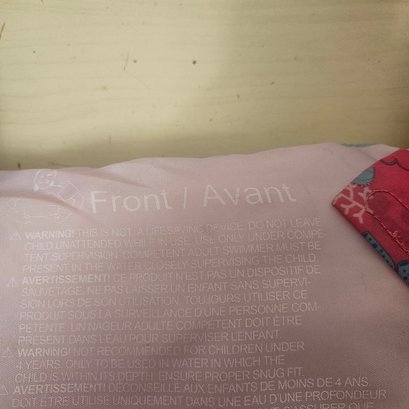 Front / Avant
⚠ WARNING! THIS IS NOT A LIFESAVING DEVICE. DO NOT LEAVE
CHILD UNATTENDED WHILE IN USE. USE ONLY UNDER COMPE-
TENT SUPERVISION. COMPETENT ADULT SWIMMER MUST BE
PRESENT IN THE WATER CLOSELY SUPERVISING THE CHILD.
⚠ AVERTISSEMENT! CE PRODUIT N'EST PAS UN DISPOSITIF DE
SAUVETAGE. NE PAS LAISSER UN ENFANT SANS SUPERVI-
SION LORS DE SON UTILISATION. TOUJOURS UTILISER CE
PRODUIT SOUS LA SURVEILLANCE D'UNE PERSONNE COM-
PÉTENTE. UN NAGEUR ADULTE COMPÉTENT DOIT ÊTRE
PRÉSENT DANS L'EAU POUR SUPERVISER L'ENFANT.
⚠ WARNING! NOT RECOMMENDED FOR CHILDREN UNDER
4 YEARS. ONLY TO BE USED IN WATER IN WHICH THE
CHILD IS WITHIN ITS DEPTH. ENSURE PROPER SNUG FIT.
⚠ AVERTISSEMENT! DÉCONSEILLÉ AUX ENFANTS DE MOINS DE 4 ANS.
DOIT ÊTRE UTILISÉ UNIQUEMENT DANS UNE EAU D'UNE PROFONDEUR